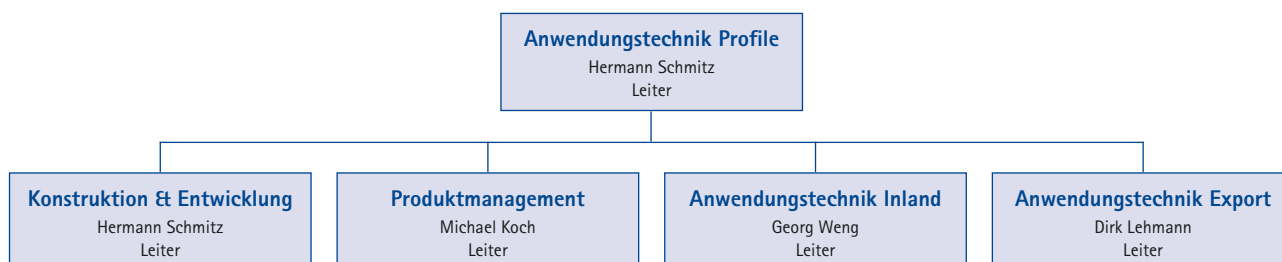 Anwendungstechnik Profile
Hermann Schmitz
Leiter
Konstruktion & Entwicklung
Hermann Schmitz
Leiter
Produktmanagement
Michael Koch
Leiter
Anwendungstechnik Inland
Georg Weng
Leiter
Anwendungstechnik Export
Dirk Lehmann
Leiter